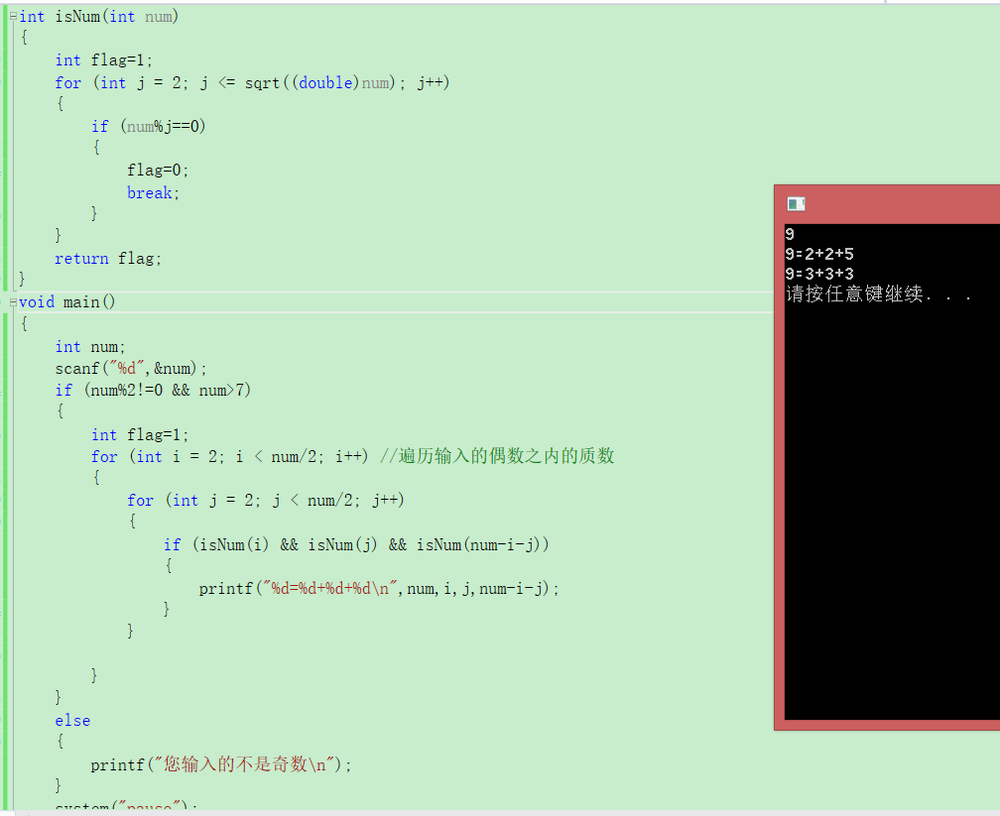 int isNum(int num)
{
int flag=1;
for (int j = 2; j <= sqrt((double)num); j++)
{
if (num%j==0)
{
flag=0;
break;
}
}
return flag;
}
void main()
{
int num;
scanf("%d",&num);
if (num%2!=0 && num>7)
{
int flag=1;
for (int i = 2; i < num/2; i++) //遍历输入的偶数之内的质数
{
for (int j = 2; j < num/2; j++)
{
if (isNum(i) && isNum(j) && isNum(num-i-j))
{
printf("%d=%d+%d+%d\n",num,i,j,num-i-j);
}
}
}
}
else
{
printf("您输入的不是奇数\n");
}
system("pause");
9
9=2+2+5
9=3+3+3
请按任意键继续. . .